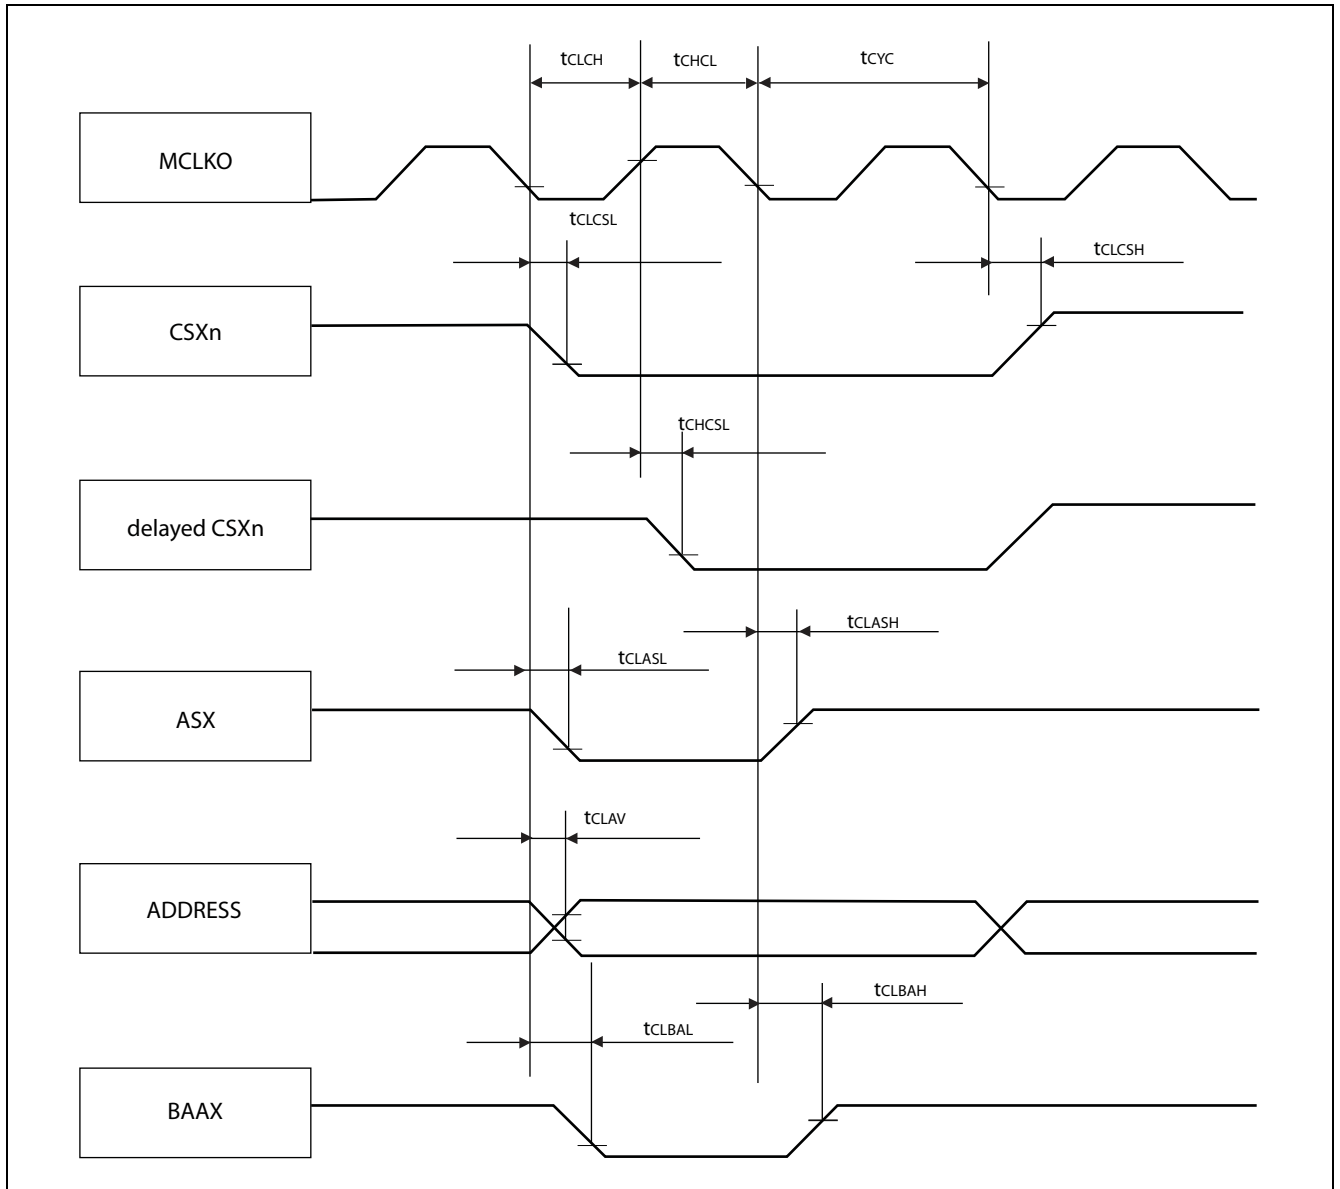 tCLCH
tCHCL
tCYC
MCLKO
tCLCSL
tCLCSH
CSXn
tCHCSL
delayed CSXn
tCLASH
tCLASL
ASX
tCLAV
ADDRESS
tCLBAH
tCLBAL
BAAX